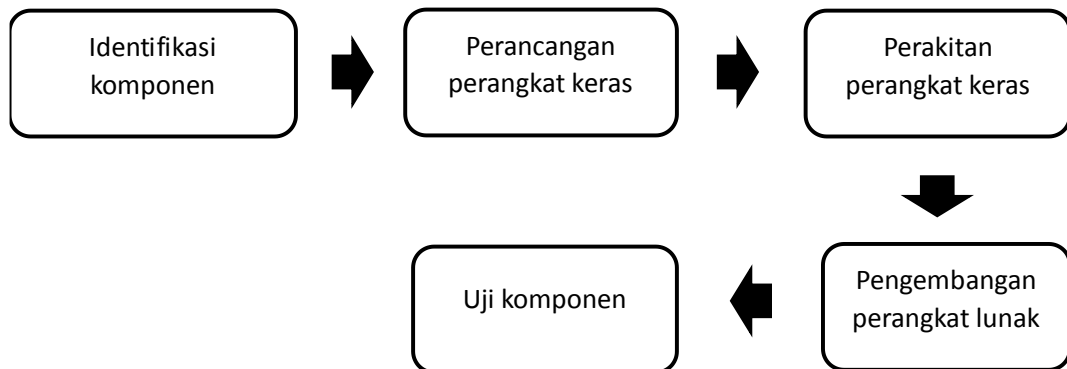 Identifikasi
komponen
Perancangan
perangkat keras
Perakitan
perangkat keras
Pengembangan
perangkat lunak
Uji komponen